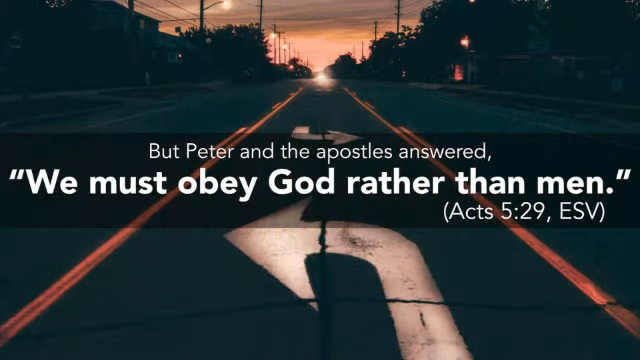 But Peter and the apostles answered,
“We must obey God rather than men.”
(Acts 5:29, ESV)